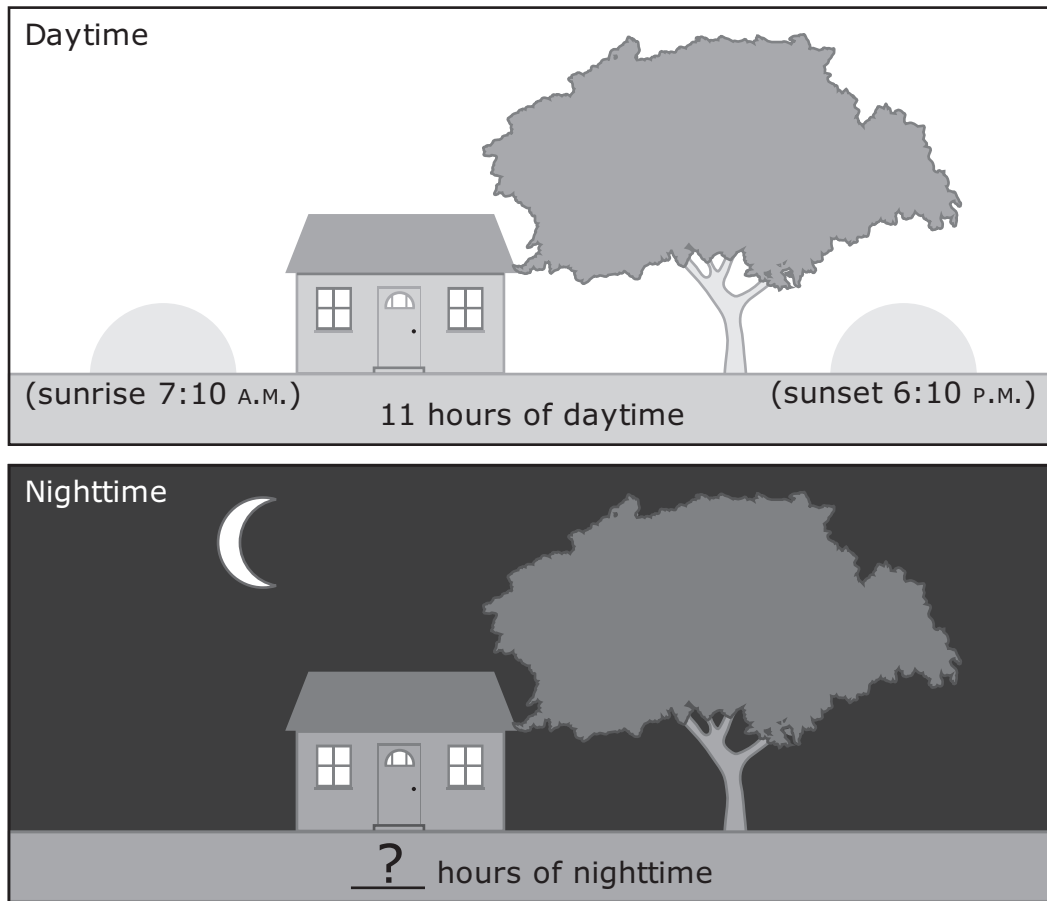 Daytime
(sunrise 7:10 A.M.)
(sunset 6:10 P.M.)
11 hours of daytime
Nighttime
? hours of nighttime